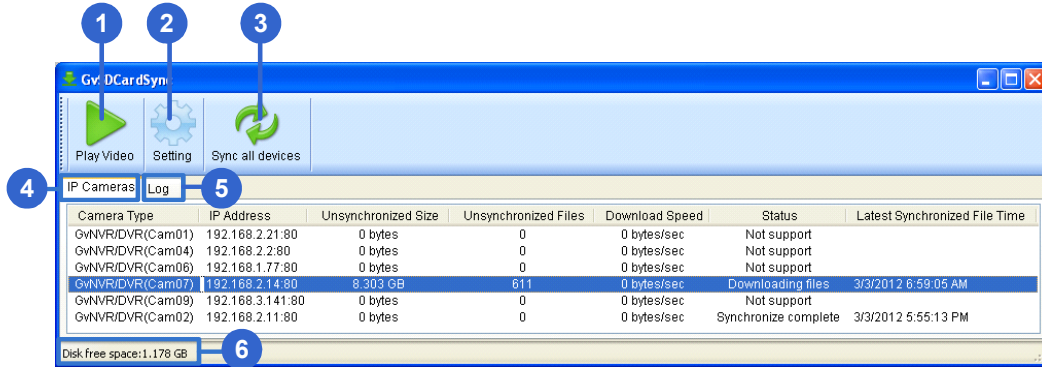 1 2 3
GvSDCardSync
Play Video Setting Sync all devices
4 IP Cameras Log 5
Camera Type IP Address Unsynchronized Size Unsynchronized Files Download Speed Status Latest Synchronized File Time
GvNVR/DVR(Cam01) 192.168.2.21:80 0 bytes 0 0 bytes/sec Not support
GvNVR/DVR(Cam04) 192.168.2.2:80 0 bytes 0 0 bytes/sec Not support
GvNVR/DVR(Cam06) 192.168.1.77:80 0 bytes 0 0 bytes/sec Not support
GvNVR/DVR(Cam07) 192.168.2.14:80 8.303 GB 611 0 bytes/sec Downloading files 3/3/2012 6:59:05 AM
GvNVR/DVR(Cam09) 192.168.3.141:80 0 bytes 0 0 bytes/sec Not support
GvNVR/DVR(Cam02) 192.168.2.11:80 0 bytes 0 0 bytes/sec Synchronize complete 3/3/2012 5:55:13 PM
Disk free space:1.178 GB 6